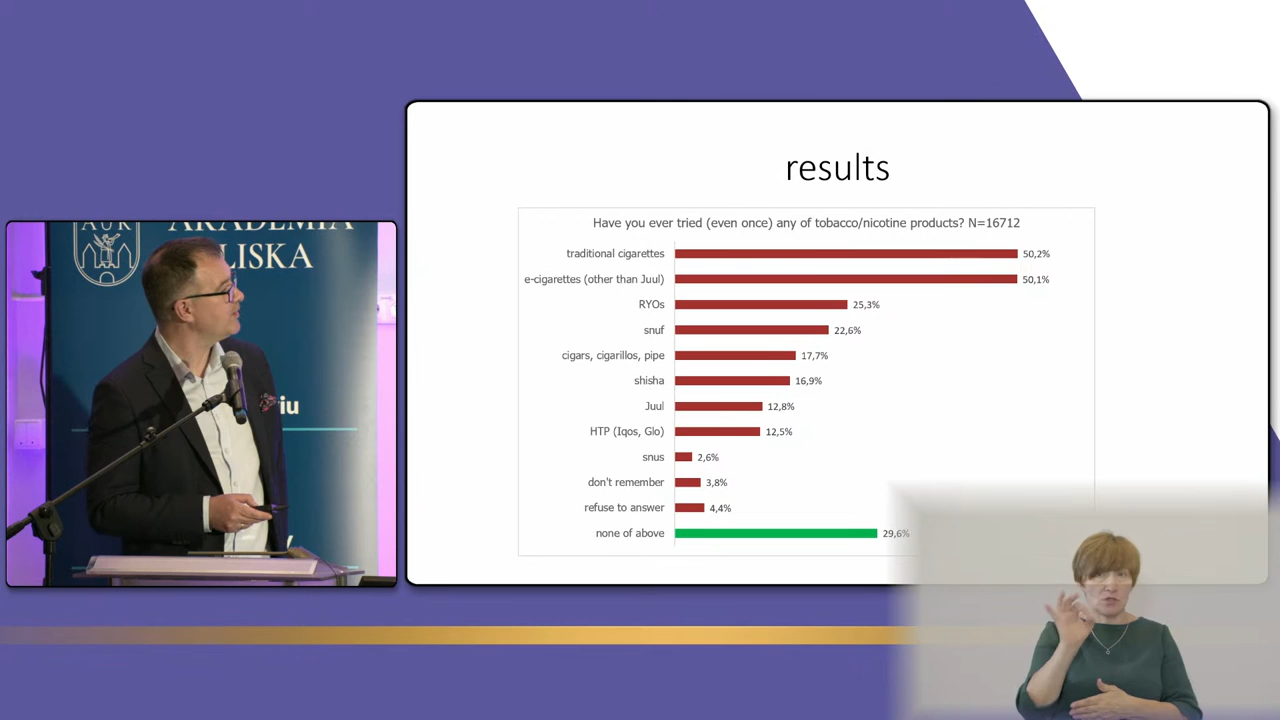 AUK
AKADEMIA
LISKA
iu
results
Have you ever tried (even once) any of tobacco/nicotine products? N=16712
traditional cigarettes 50,2%
e-cigarettes (other than Juul) 50,1%
RYOs 25,3%
snuf 22,6%
cigars, cigarillos, pipe 17,7%
shisha 16,9%
Juul 12,8%
HTP (Iqos, Glo) 12,5%
snus 2,6%
don't remember 3,8%
refuse to answer 4,4%
none of above 29,6%